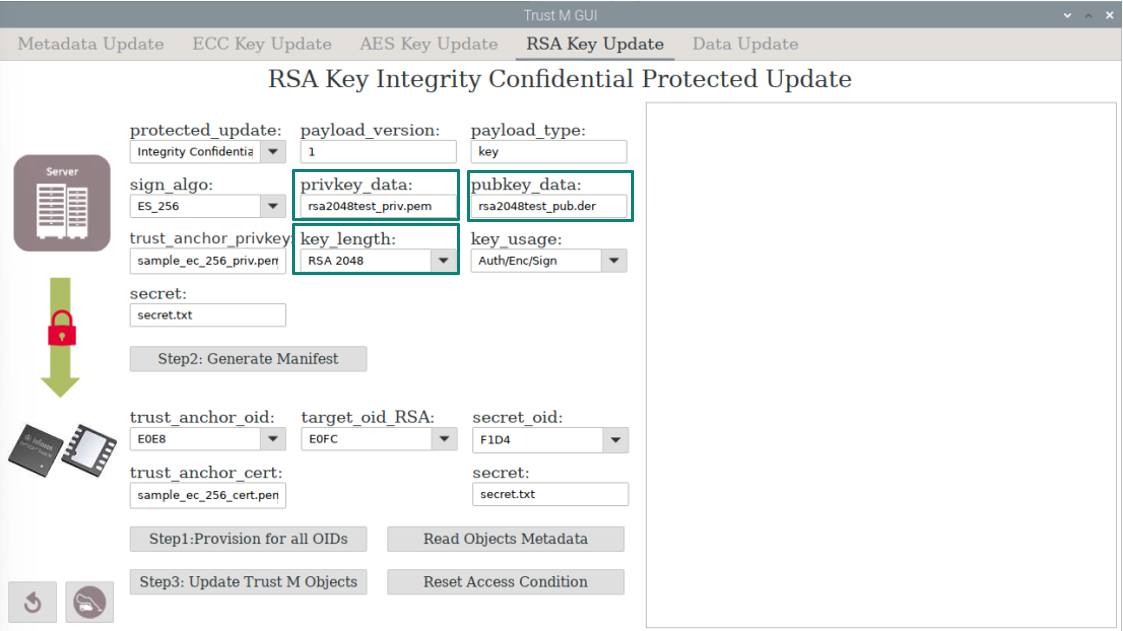 Trust M GUI
Metadata Update ECC Key Update AES Key Update RSA Key Update Data Update
RSA Key Integrity Confidential Protected Update
protected_update: payload_version: payload_type:
Integrity Confidentia 1 key
Server
sign_algo: privkey_data: pubkey_data:
ES_256 rsa2048test_priv.pem rsa2048test_pub.der
trust_anchor_privkey: key_length: key_usage:
sample_ec_256_priv.pem RSA 2048 Auth/Enc/Sign
secret:
secret.txt
Step2: Generate Manifest
trust_anchor_oid: target_oid_RSA: secret_oid:
E0E8 E0FC F1D4
trust_anchor_cert: secret:
sample_ec_256_cert.pem secret.txt
Step1:Provision for all OIDs Read Objects Metadata
Step3: Update Trust M Objects Reset Access Condition